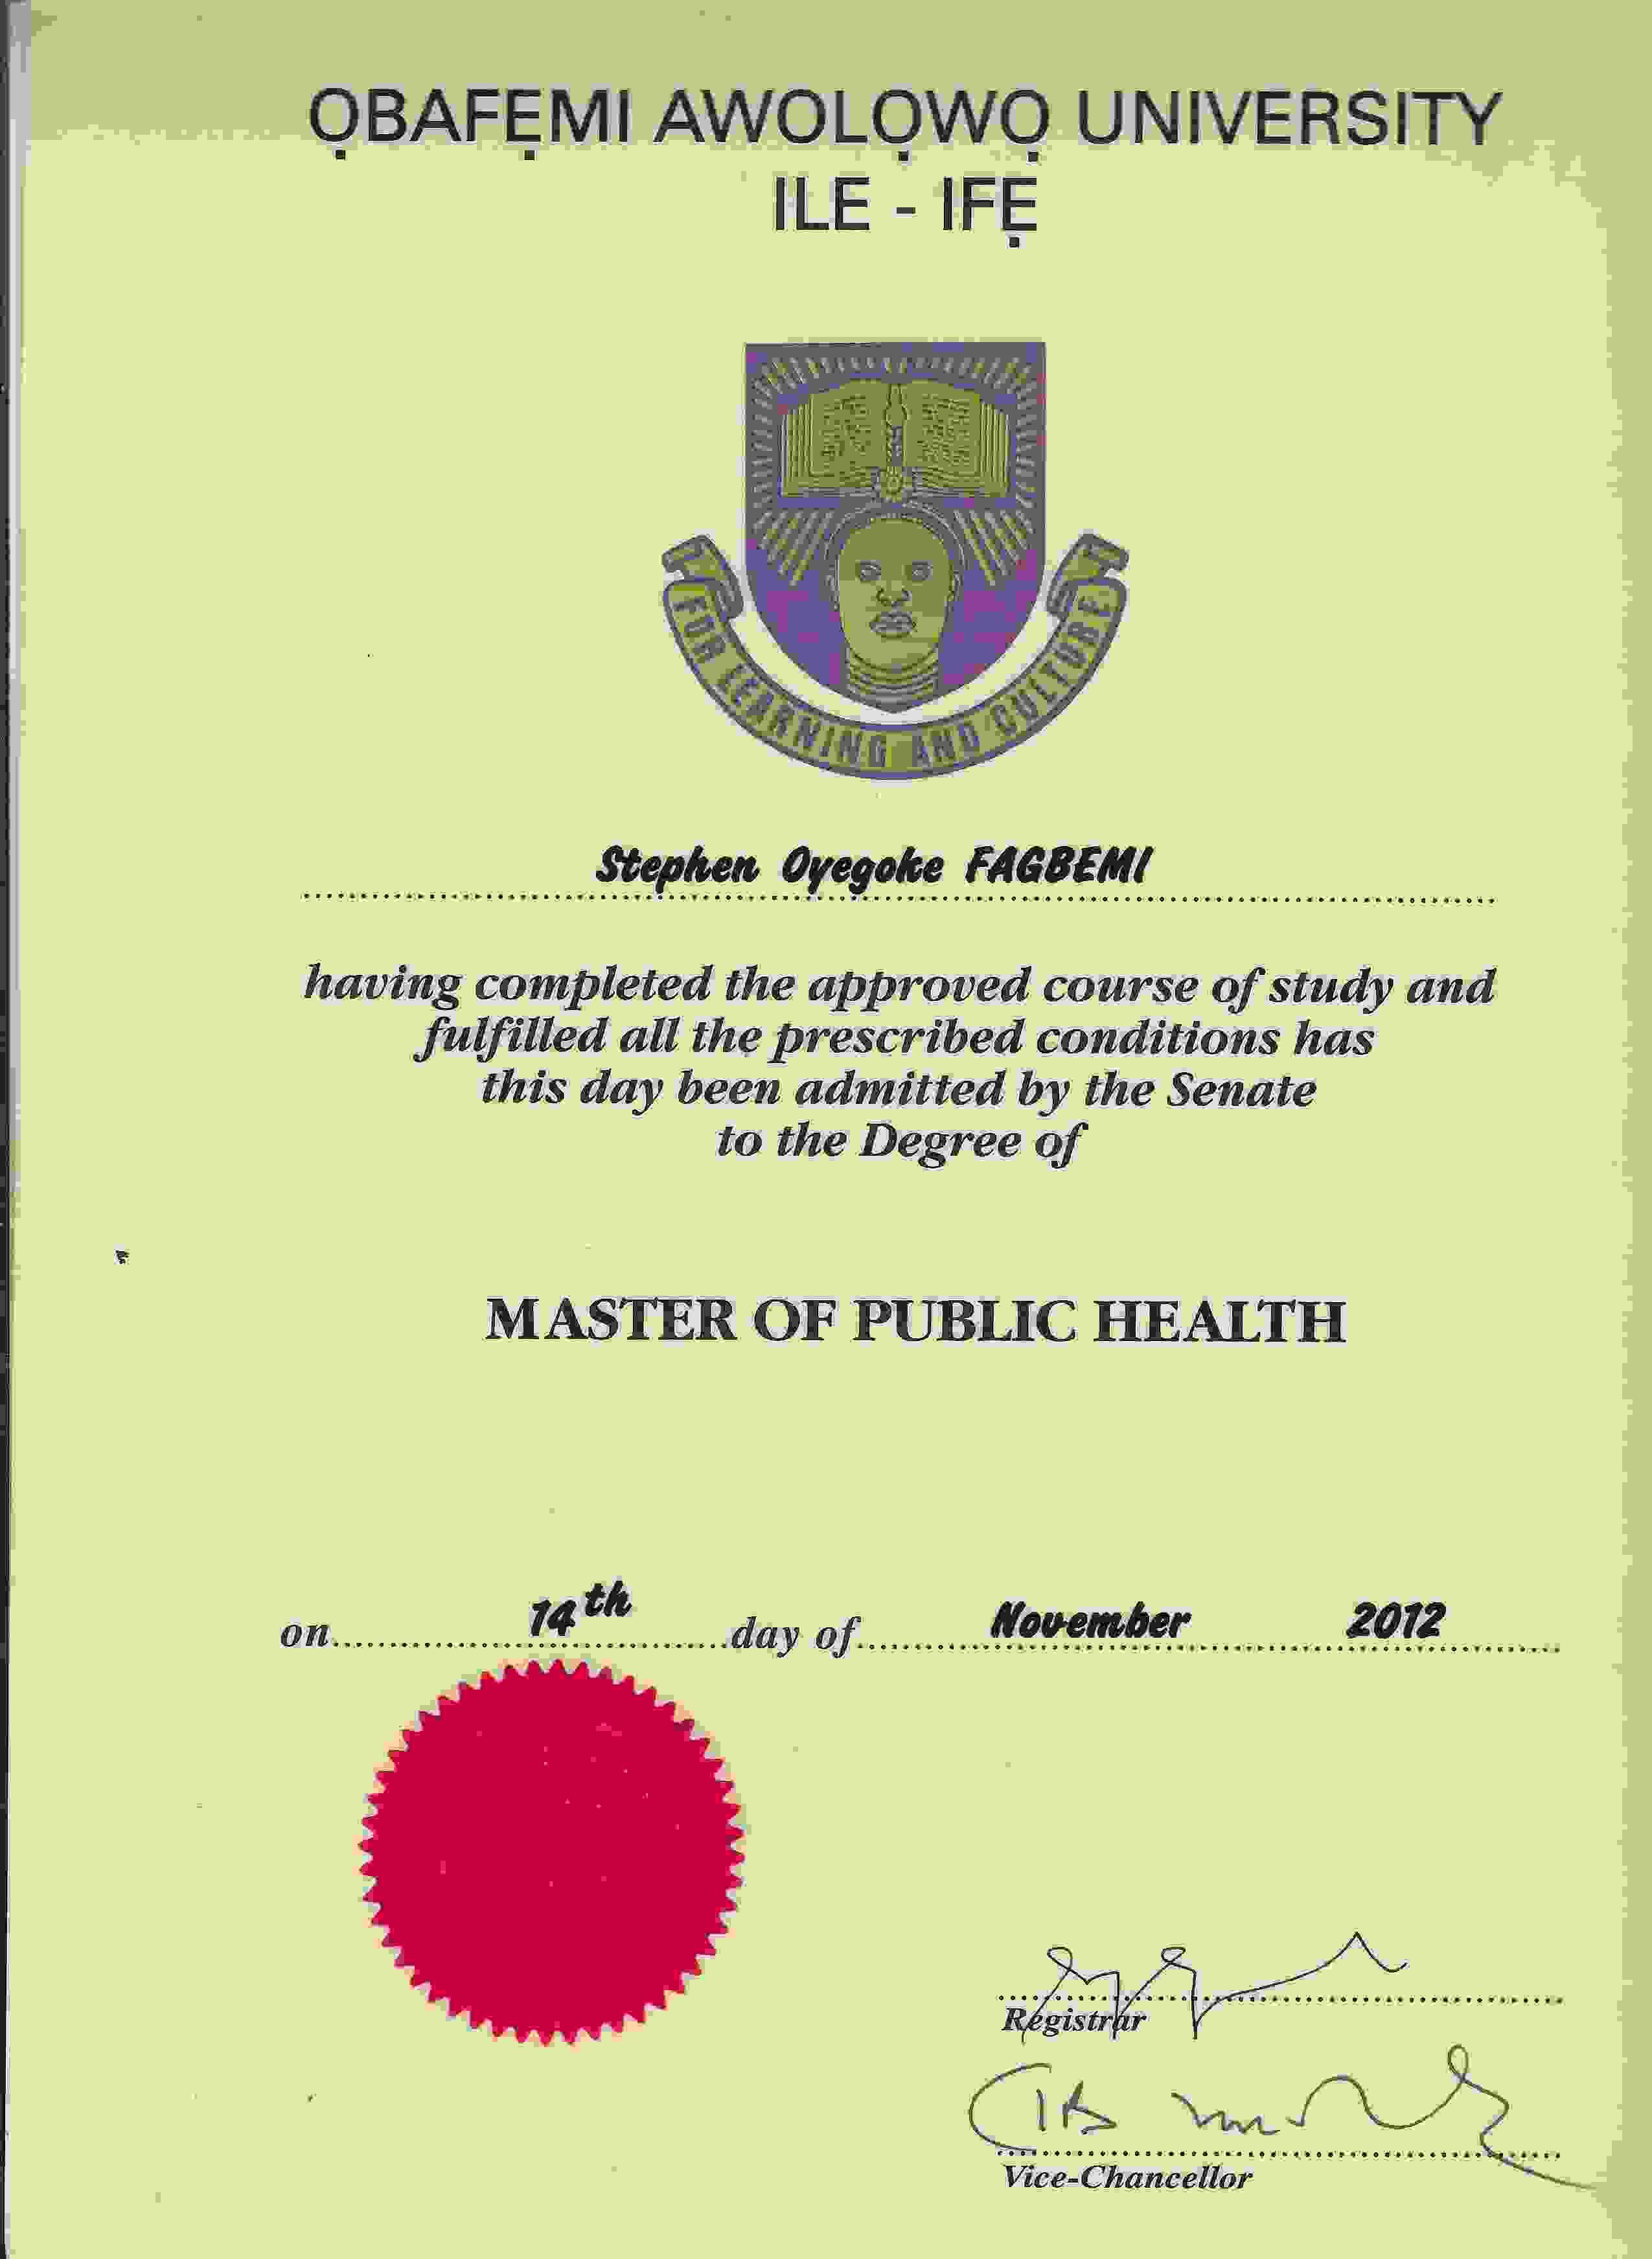 ỌBAFẸMI AWOLỌWỌ UNIVERSITY
ILE - IFẸ
FOR LEARNING AND CULTURE
Stephen Oyegoke FAGBEMI
having completed the approved course of study and
fulfilled all the prescribed conditions has
this day been admitted by the Senate
to the Degree of
MASTER OF PUBLIC HEALTH
on 14th day of November 2012
Registrar
Vice-Chancellor